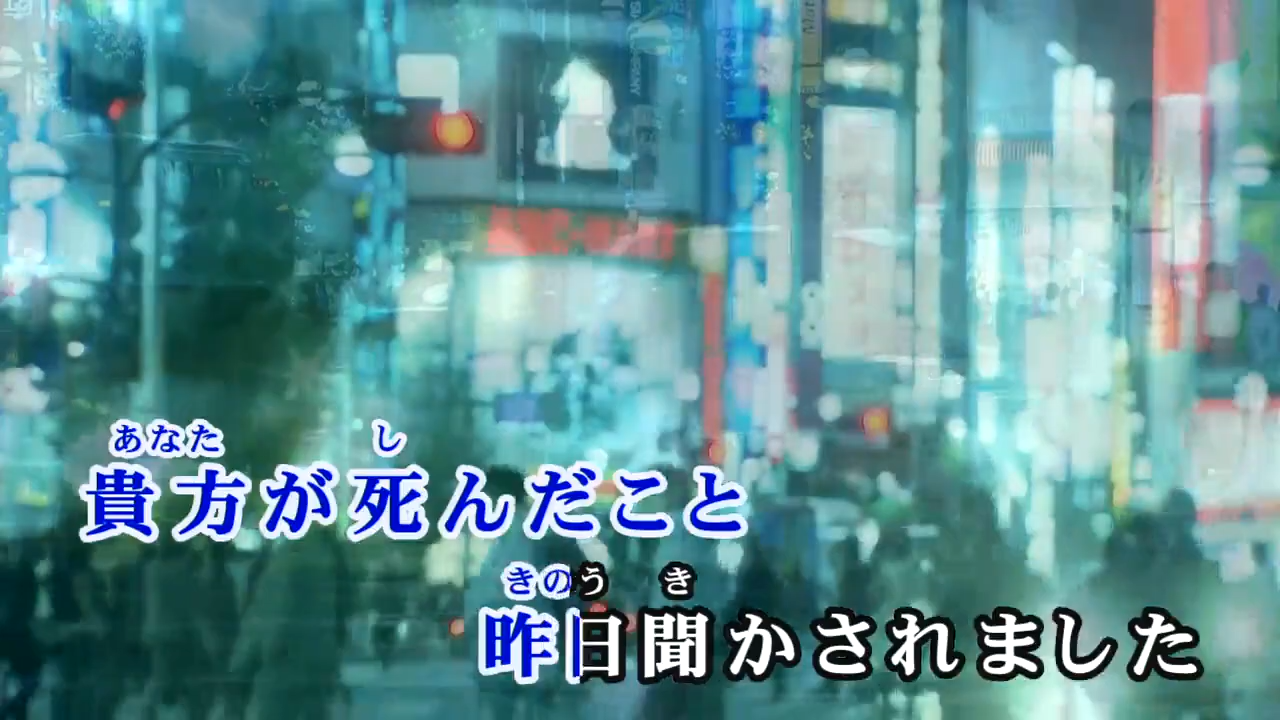 あなた し
貴方が死んだこと
きのう き
昨日聞かされました